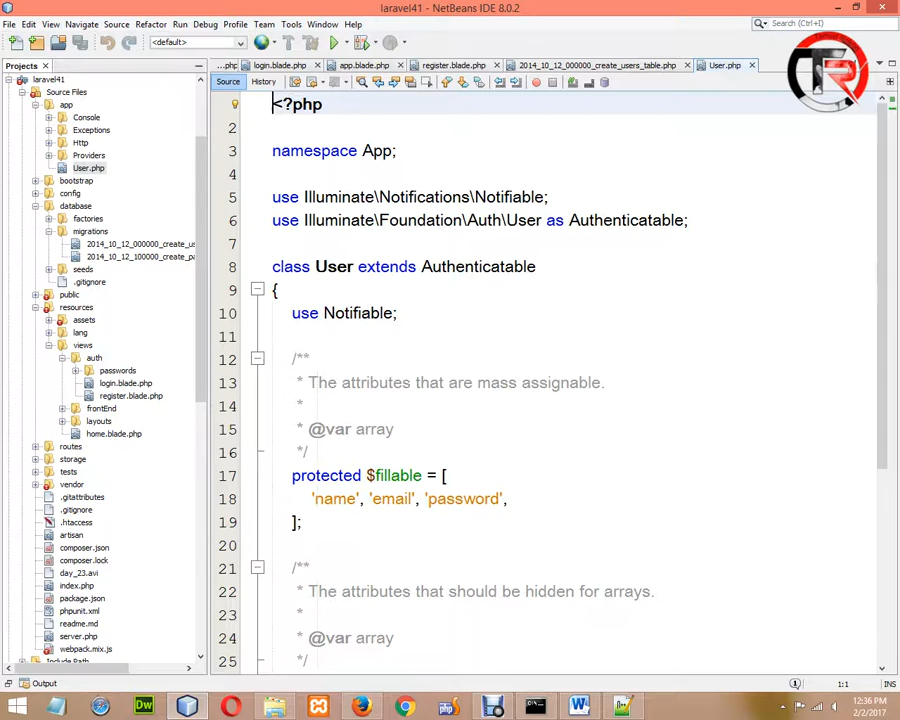 laravel41 - NetBeans IDE 8.0.2
File Edit View Navigate Source Refactor Run Debug Profile Team Tools Window Help
Search (Ctrl+I)
<default>
Projects
...php
login.blade.php
app.blade.php
register.blade.php
2014_10_12_000000_create_users_table.php
User.php
TR
Source History
laravel41
Source Files
app
Console
Exceptions
Http
Providers
User.php
bootstrap
config
database
factories
migrations
2014_10_12_000000_create_us
2014_10_12_100000_create_pa
seeds
.gitignore
public
resources
assets
lang
views
auth
passwords
login.blade.php
register.blade.php
frontEnd
layouts
home.blade.php
routes
storage
tests
vendor
.gitattributes
.gitignore
.htaccess
artisan
composer.json
composer.lock
day_23.avi
index.php
package.json
phpunit.xml
readme.md
server.php
webpack.mix.js
Include Path
<?php
2
3 namespace App;
4
5 use Illuminate\Notifications\Notifiable;
6 use Illuminate\Foundation\Auth\User as Authenticatable;
7
8 class User extends Authenticatable
9 {
10 use Notifiable;
11
12 /**
13 * The attributes that are mass assignable.
14 *
15 * @var array
16 */
17 protected $fillable = [
18 'name', 'email', 'password',
19 ];
20
21 /**
22 * The attributes that should be hidden for arrays.
23 *
24 * @var array
25 */
Output
1
1:1
INS
Dw
php
W
12:36 PM
2/2/2017